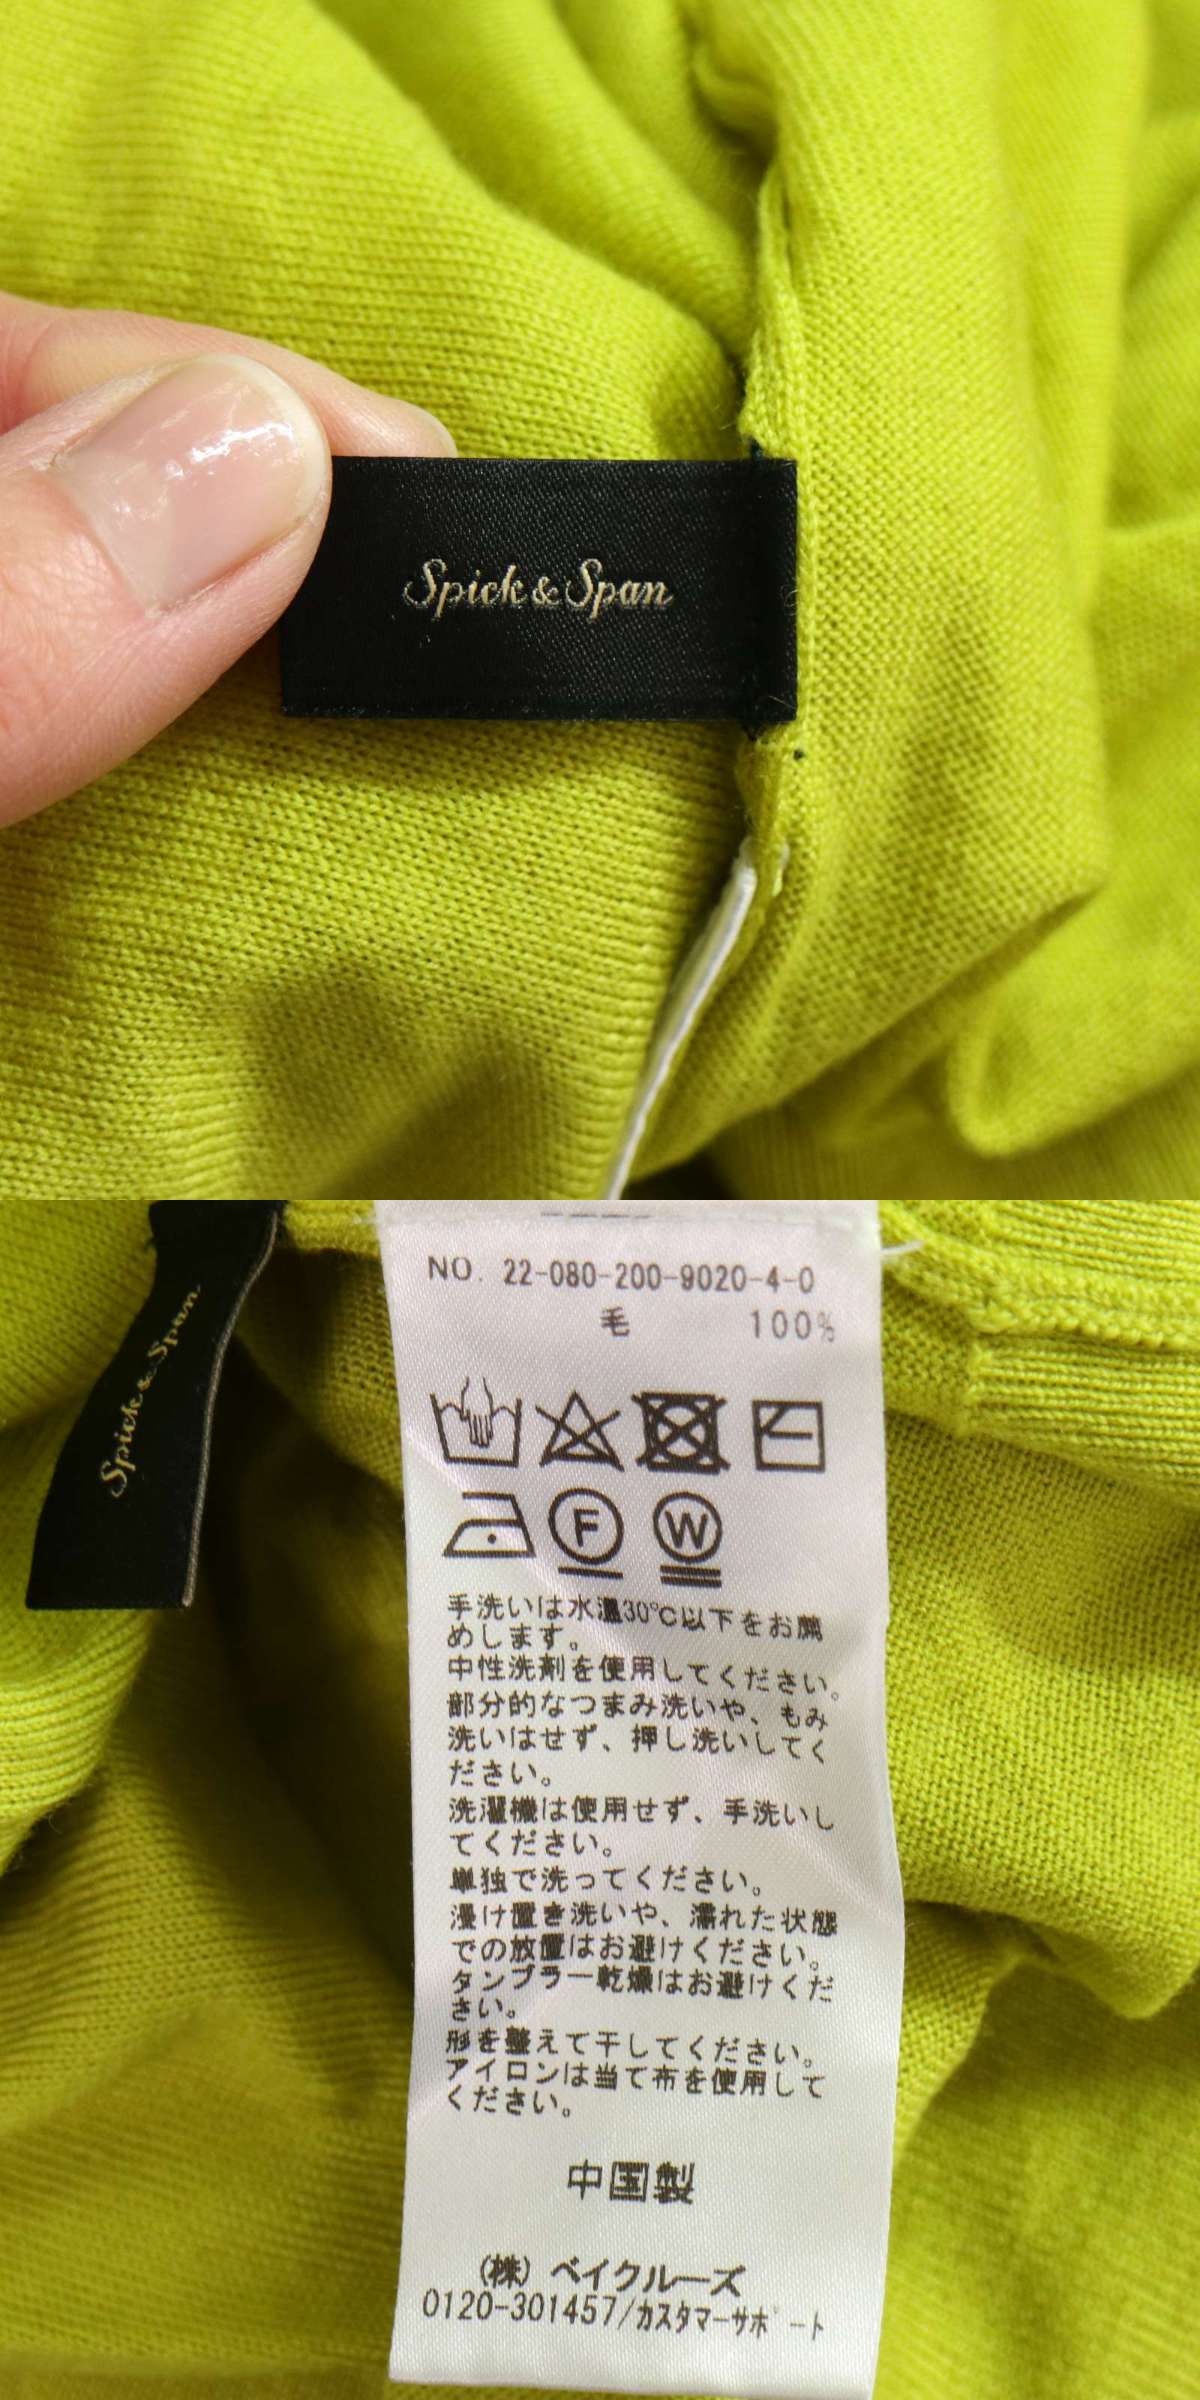 Spick & Span
Spick & Span
NO. 22-080-200-9020-4-0
毛 100%
F
W
手洗いは水温30℃以下をお薦
めします。
中性洗剤を使用してください。
部分的なつまみ洗いや、もみ
洗いはせず、押し洗いしてく
ださい。
洗濯機は使用せず、手洗いし
てください。
単独で洗ってください。
浸け置き洗いや、濡れた状態
での放置はお避けください。
タンブラー乾燥はお避けくだ
さい。
形を整えて干してください。
アイロンは当て布を使用して
ください。
中国製
(株) ベイクルーズ
0120-301457/カスタマーサポート